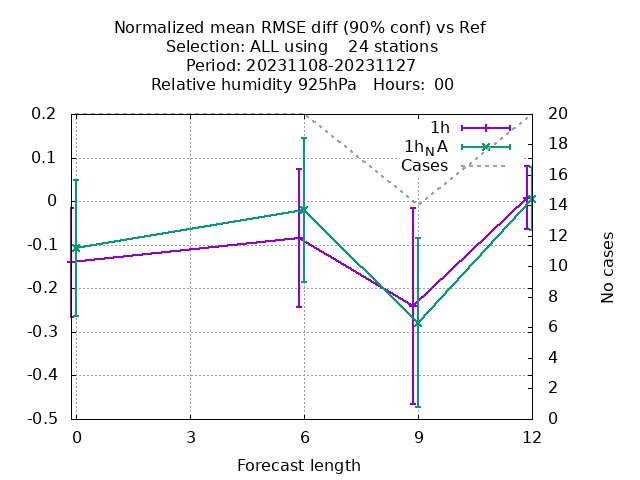 Normalized mean RMSE diff (90% conf) vs Ref
Selection: ALL using    24 stations
Period: 20231108-20231127
Relative humidity 925hPa   Hours:  00
0.2
0.1
0
-0.1
-0.2
-0.3
-0.4
-0.5
20
18
16
14
12
10
8
6
4
2
0
1h
1h_NA
Cases
No cases
0 3 6 9 12
Forecast length